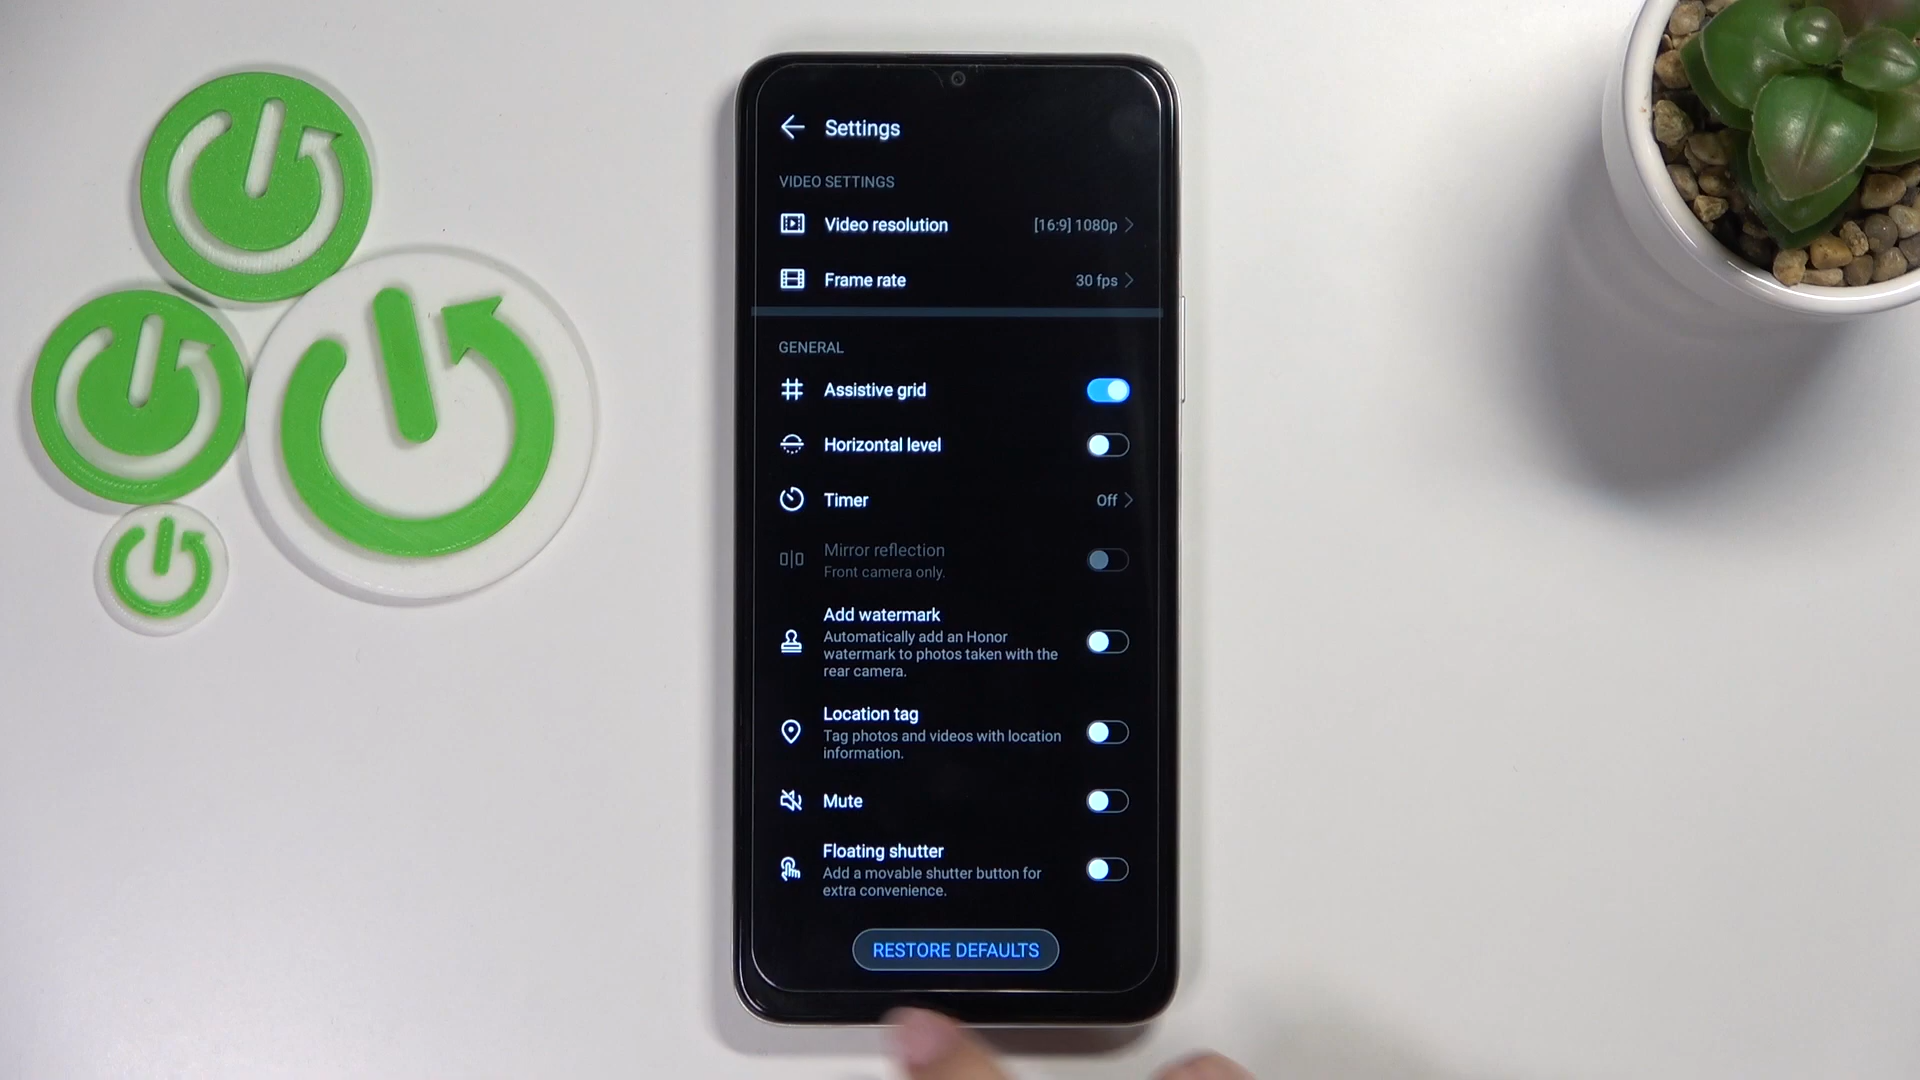 Settings
VIDEO SETTINGS
Video resolution [16:9] 1080p
Frame rate 30 fps
GENERAL
Assistive grid
Horizontal level
Timer Off
Mirror reflection
Front camera only.
Add watermark
Automatically add an Honor
watermark to photos taken with the
rear camera.
Location tag
Tag photos and videos with location
information.
Mute
Floating shutter
Add a movable shutter button for
extra convenience.
RESTORE DEFAULTS